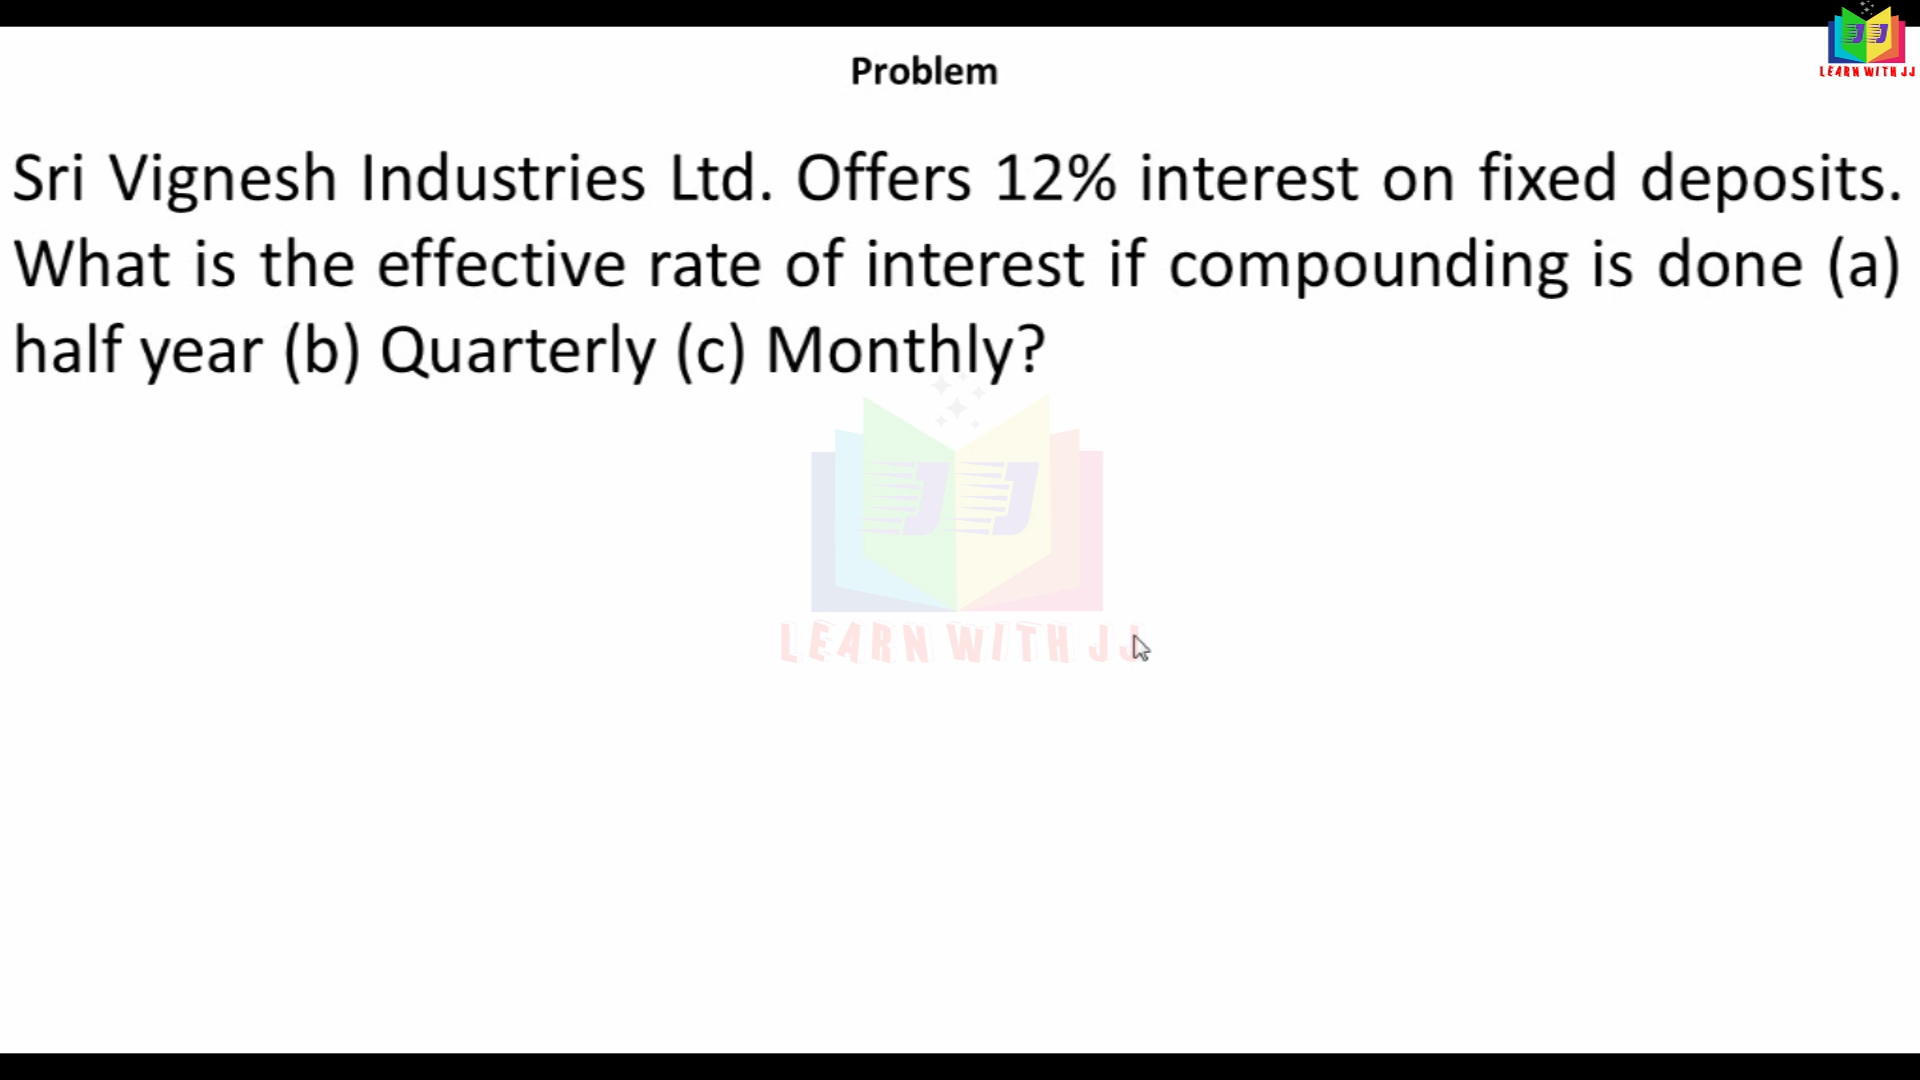 LEARN WITH JJ
Problem
Sri Vignesh Industries Ltd. Offers 12% interest on fixed deposits.
What is the effective rate of interest if compounding is done (a)
half year (b) Quarterly (c) Monthly?
JJ
LEARN WITH JJ